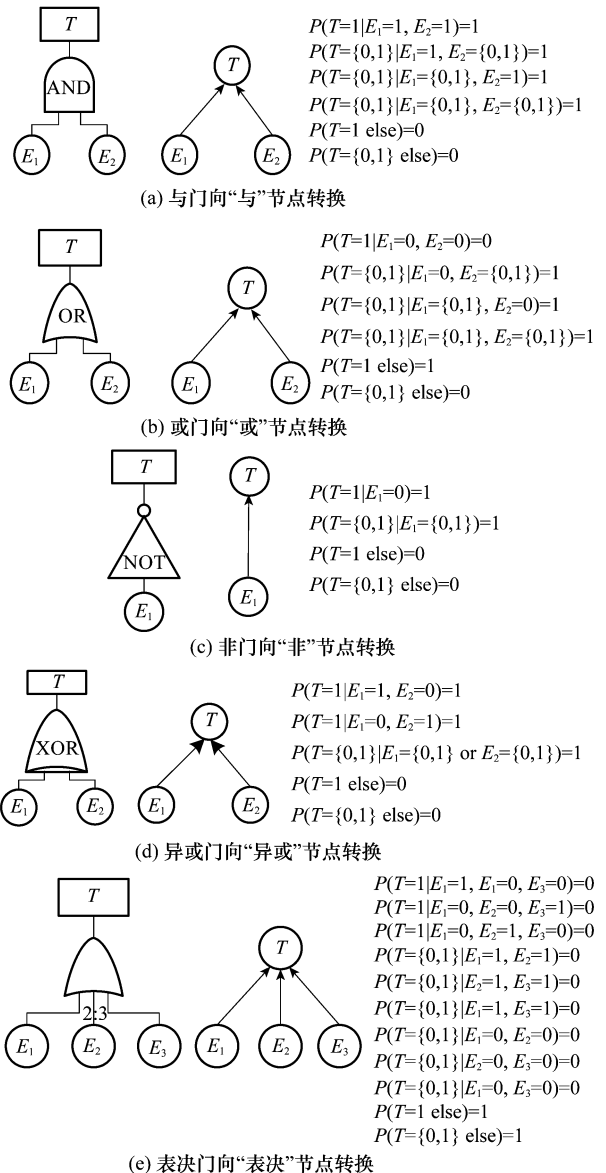 T
AND
E₁
E₂
T
E₁
E₂
P(T=1|E₁=1, E₂=1)=1
P(T={0,1}|E₁=1, E₂={0,1})=1
P(T={0,1}|E₁={0,1}, E₂=1)=1
P(T={0,1}|E₁={0,1}, E₂={0,1})=1
P(T=1 else)=0
P(T={0,1} else)=0
(a) 与门向“与”节点转换
T
OR
E₁
E₂
T
E₁
E₂
P(T=1|E₁=0, E₂=0)=0
P(T={0,1}|E₁=0, E₂={0,1})=1
P(T={0,1}|E₁={0,1}, E₂=0)=1
P(T={0,1}|E₁={0,1}, E₂={0,1})=1
P(T=1 else)=1
P(T={0,1} else)=0
(b) 或门向“或”节点转换
T
NOT
E₁
T
E₁
P(T=1|E₁=0)=1
P(T={0,1}|E₁={0,1})=1
P(T=1 else)=0
P(T={0,1} else)=0
(c) 非门向“非”节点转换
T
XOR
E₁
E₂
T
E₁
E₂
P(T=1|E₁=1, E₂=0)=1
P(T=1|E₁=0, E₂=1)=1
P(T={0,1}|E₁={0,1} or E₂={0,1})=1
P(T=1 else)=0
P(T={0,1} else)=0
(d) 异或门向“异或”节点转换
T
2:3
E₁
E₂
E₃
T
E₁
E₂
E₃
P(T=1|E₁=1, E₁=0, E₃=0)=0
P(T=1|E₁=0, E₂=0, E₃=1)=0
P(T=1|E₁=0, E₂=1, E₃=0)=0
P(T={0,1}|E₁=1, E₂=1)=0
P(T={0,1}|E₂=1, E₃=1)=0
P(T={0,1}|E₁=1, E₃=1)=0
P(T={0,1}|E₁=0, E₂=0)=0
P(T={0,1}|E₂=0, E₃=0)=0
P(T={0,1}|E₁=0, E₃=0)=0
P(T=1 else)=1
P(T={0,1} else)=1
(e) 表决门向“表决”节点转换